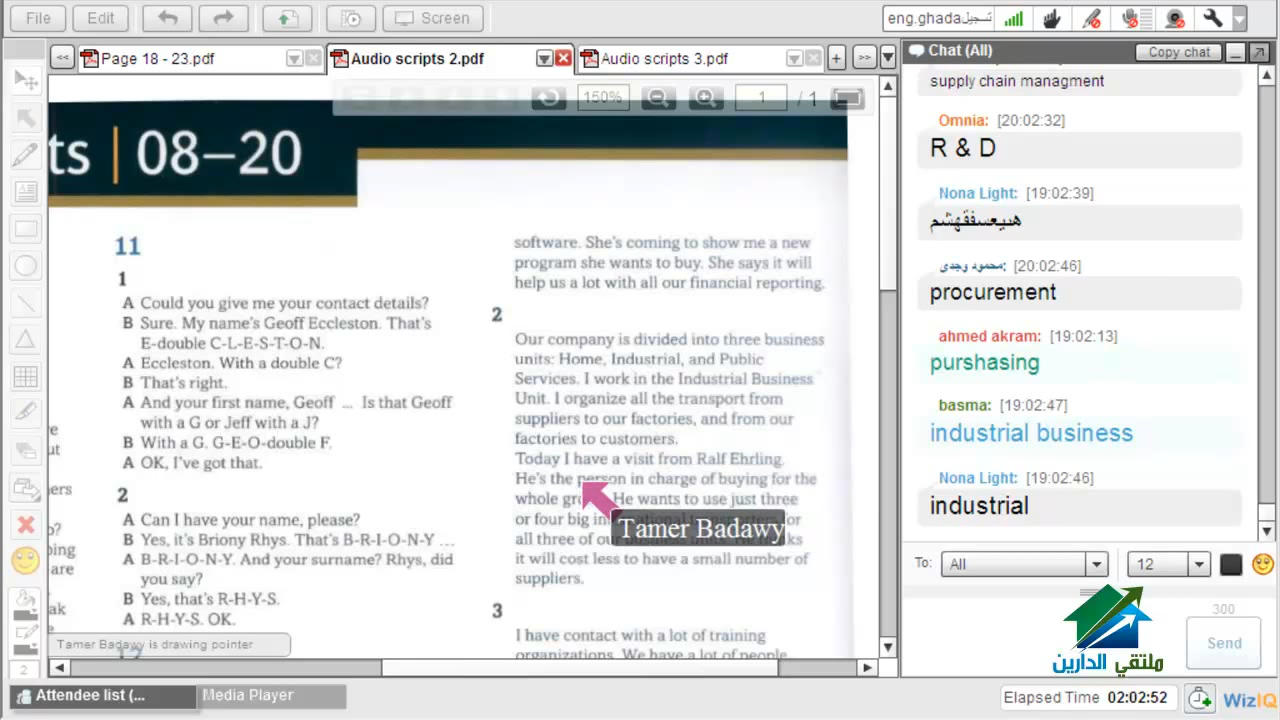 File
Edit
Screen
eng.ghada
Page 18 - 23.pdf
Audio scripts 2.pdf
Audio scripts 3.pdf
150%
1 / 1
ts | 08–20
11
1
A Could you give me your contact details?
B Sure. My name's Geoff Eccleston. That's
E-double C-L-E-S-T-O-N.
A Eccleston. With a double C?
B That's right.
A And your first name, Geoff ... Is that Geoff
with a G or Jeff with a J?
B With a G. G-E-O-double F.
A OK, I've got that.
2
A Can I have your name, please?
B Yes, it's Briony Rhys. That's B-R-I-O-N-Y ...
A B-R-I-O-N-Y. And your surname? Rhys, did
you say?
B Yes, that's R-H-Y-S.
A R-H-Y-S. OK.
software. She's coming to show me a new
program she wants to buy. She says it will
help us a lot with all our financial reporting.
2
Our company is divided into three business
units: Home, Industrial, and Public
Services. I work in the Industrial Business
Unit. I organize all the transport from
suppliers to our factories, and from our
factories to customers.
Today I have a visit from Ralf Ehrling.
He's the person in charge of buying for the
whole He wants to use just three
or four big
all three of
it will cost less to have a small number of
suppliers.
3
I have contact with a lot of training
organizations. We have a lot of people
Tamer Badawy
Tamer Badawy is drawing pointer
Chat (All)
Copy chat
supply chain managment
Omnia: [20:02:32]
R & D
Nona Light: [19:02:39]
هىيعسفقهشم
محمود وجدى: [20:02:46]
procurement
ahmed akram: [19:02:13]
purshasing
basma: [19:02:47]
industrial business
Nona Light: [19:02:46]
industrial
To: All 12
300
Send
ملتقي الدارين
2
Attendee list (...
Media Player
Elapsed Time 02:02:52
WizIQ